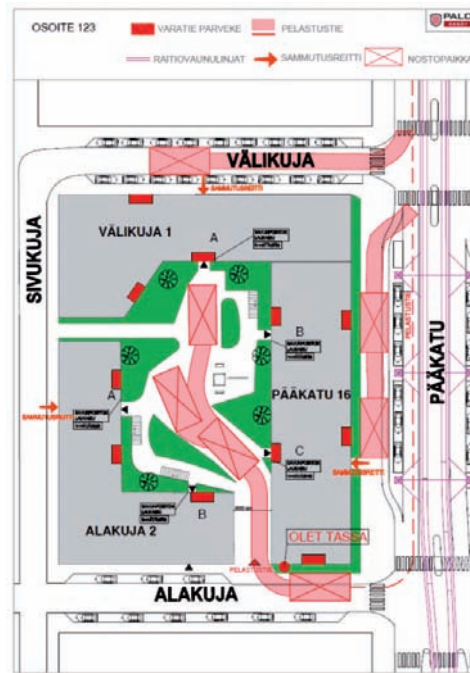 OSOITE 123
VARATIE PARVEKE
PELASTUSTIE
RAITIOVAUNULINJAT
SAMMUTUSREITTI
NOSTOPAIKKA
VÄLIKUJA
SAMMUTUSREITTI
VÄLIKUJA 1
A
SIVUKUJA
B
PELASTUSTIE
PÄÄKATU
A
PÄÄKATU 16
SAMMUTUSREITTI
C
SAMMUTUSREITTI
B
ALAKUJA 2
OLET TÄSSÄ
PELASTUSTIE
ALAKUJA